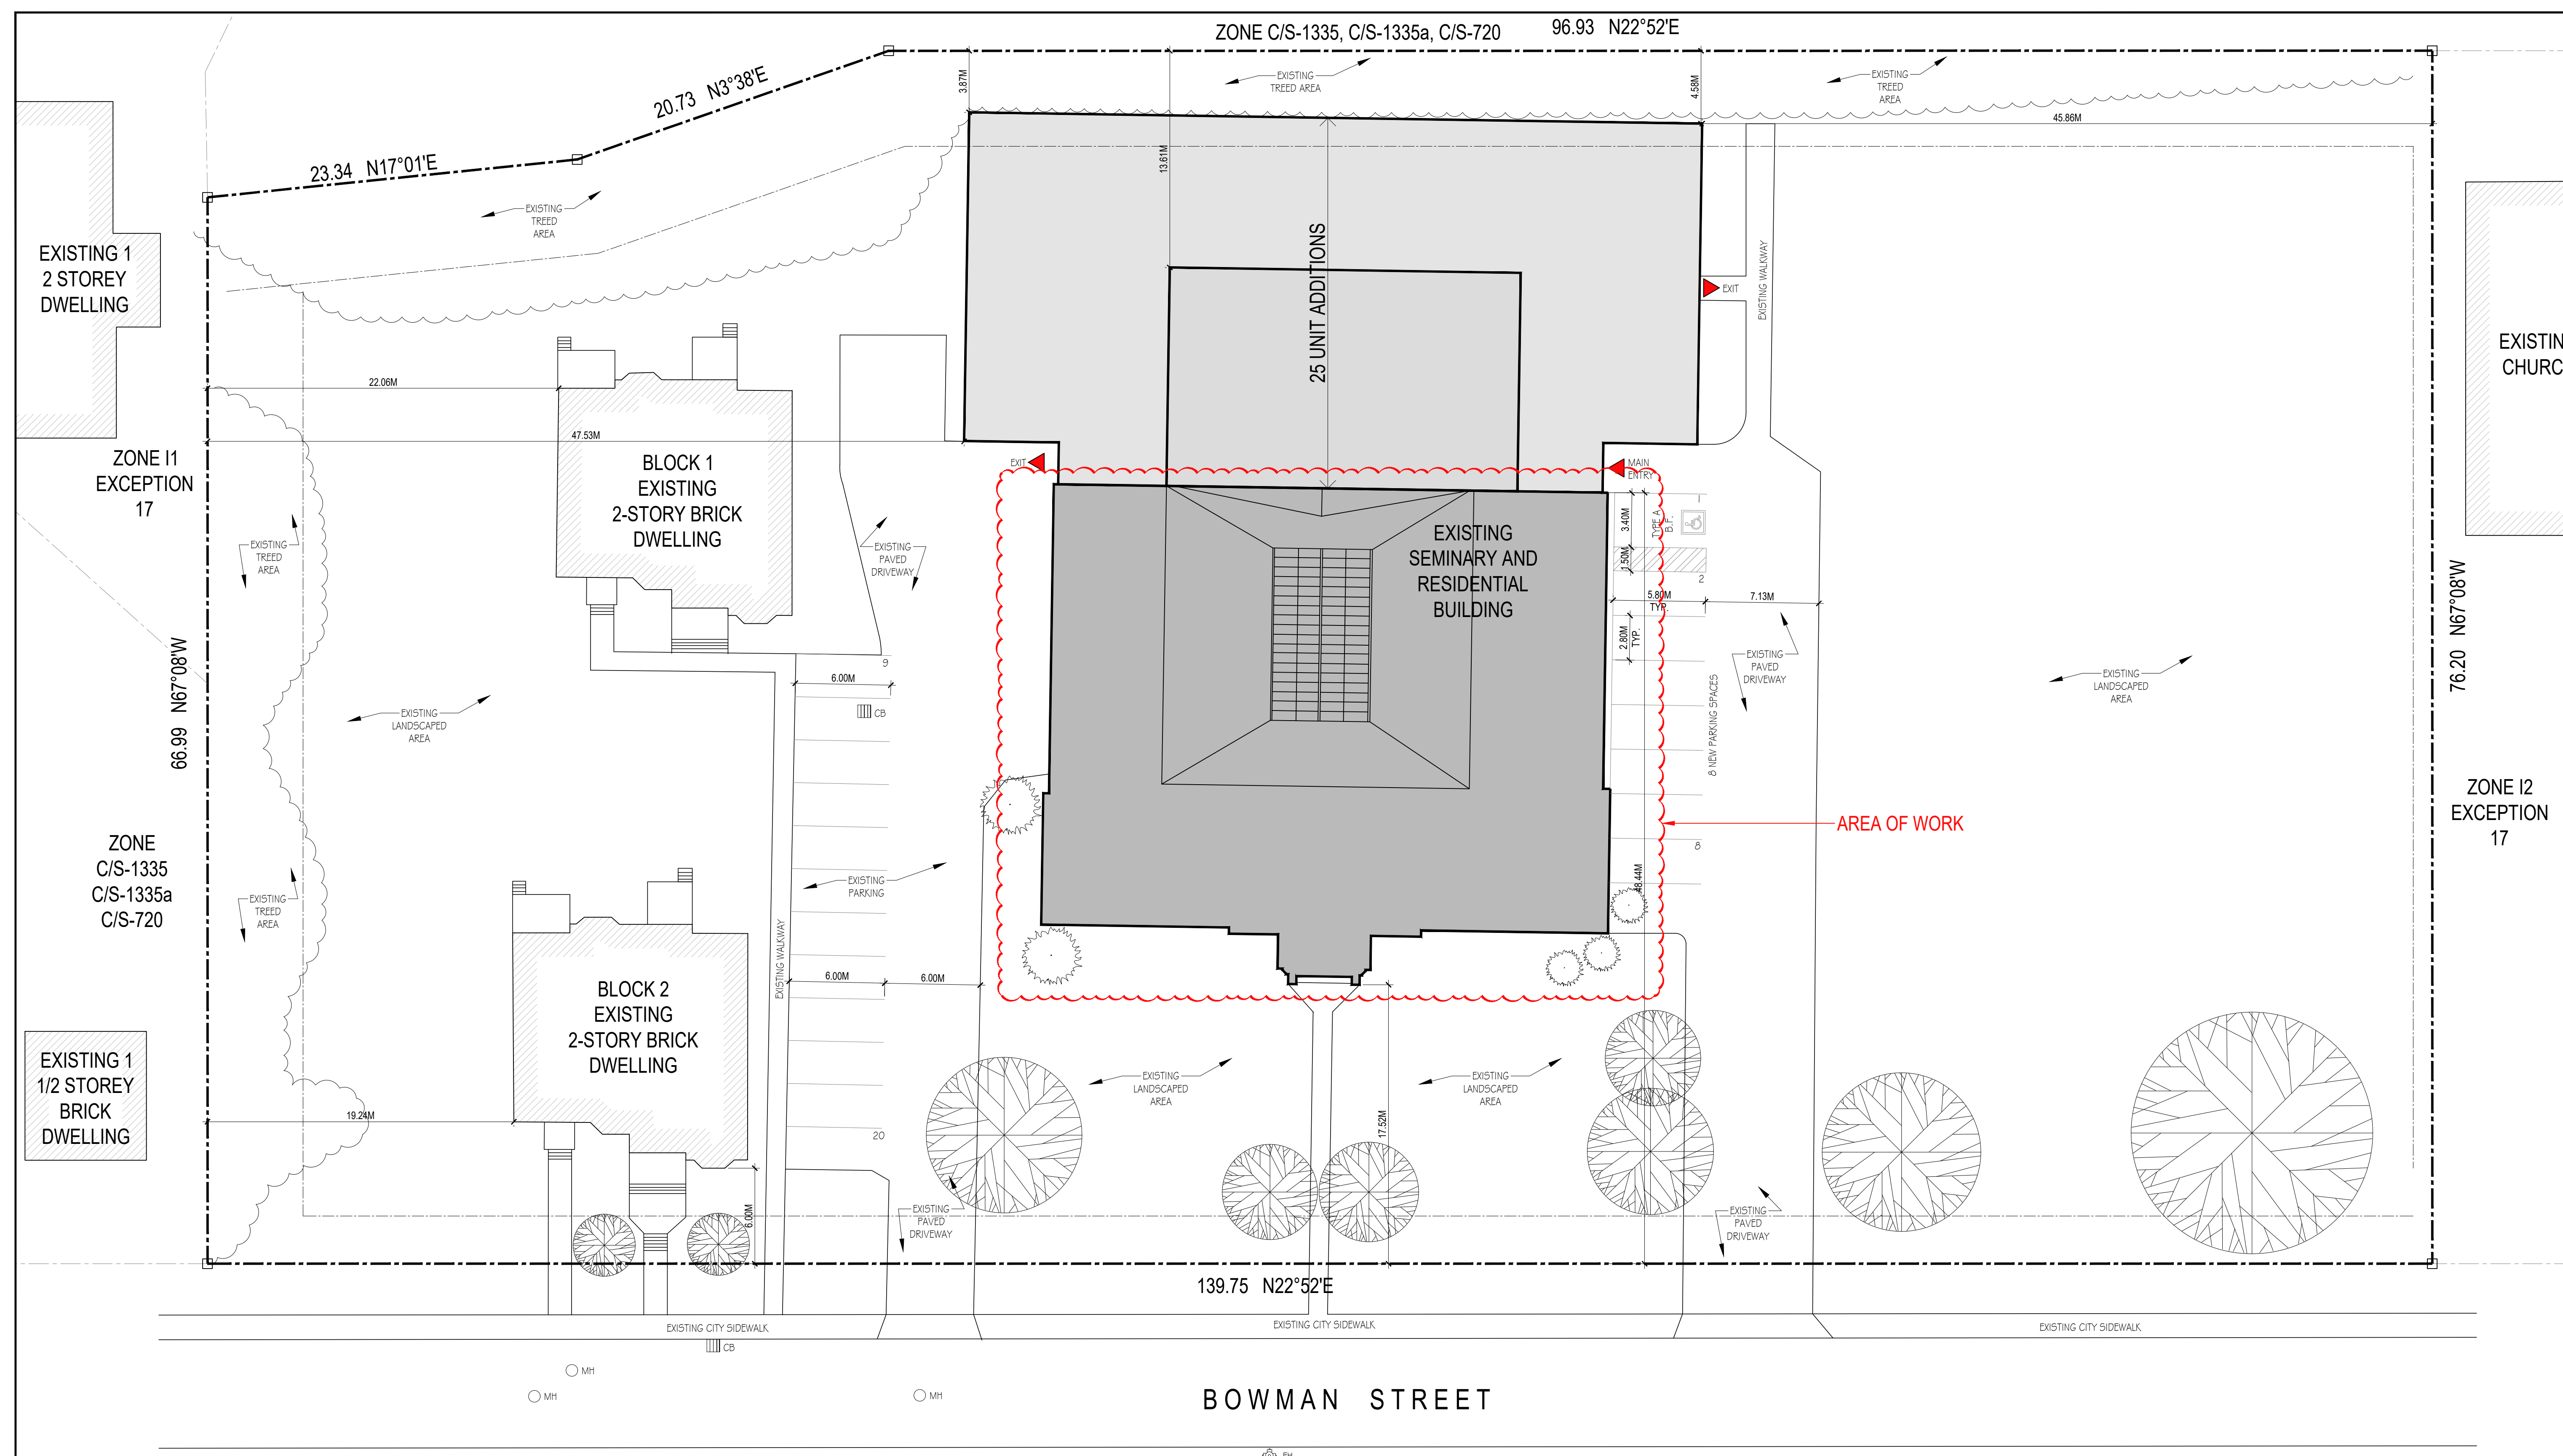 ZONE C/S-1335, C/S-1335a, C/S-720
96.93 N22°52'E
20.73 N3°38'E
23.34 N17°01'E
3.87M
13.61M
4.58M
45.86M
EXISTING
TREED AREA
EXISTING
TREED
AREA
EXISTING
TREED
AREA
EXISTING 1
2 STOREY
DWELLING
25 UNIT ADDITIONS
EXISTING WALKWAY
EXIT
EXISTIN
CHURC
22.06M
47.53M
ZONE I1
EXCEPTION
17
BLOCK 1
EXISTING
2-STORY BRICK
DWELLING
EXIT
MAIN
ENTRY
EXISTING
SEMINARY AND
RESIDENTIAL
BUILDING
3.40M
TYPE A
B.F.
1
1.50M
2
5.80M
TYP.
7.13M
2.80M
TYP.
EXISTING
TREED
AREA
EXISTING
PAVED
DRIVEWAY
EXISTING
PAVED
DRIVEWAY
EXISTING
LANDSCAPED
AREA
66.99 N67°08'W
76.20 N67°08'W
9
6.00M
CB
EXISTING
LANDSCAPED
AREA
8 NEW PARKING SPACES
ZONE
C/S-1335
C/S-1335a
C/S-720
AREA OF WORK
8
48.44M
ZONE I2
EXCEPTION
17
EXISTING
PARKING
EXISTING
TREED
AREA
EXISTING WALKWAY
6.00M
6.00M
BLOCK 2
EXISTING
2-STORY BRICK
DWELLING
EXISTING 1
1/2 STOREY
BRICK
DWELLING
19.24M
20
EXISTING
LANDSCAPED
AREA
EXISTING
LANDSCAPED
AREA
17.52M
6.00M
EXISTING
PAVED
DRIVEWAY
EXISTING
PAVED
DRIVEWAY
139.75 N22°52'E
EXISTING CITY SIDEWALK
EXISTING CITY SIDEWALK
EXISTING CITY SIDEWALK
CB
MH
MH
MH
BOWMAN STREET